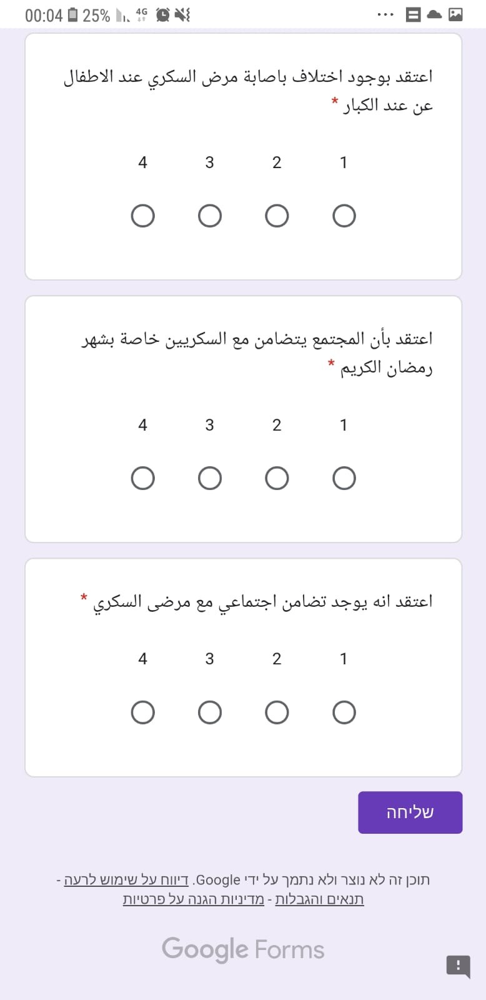 00:04 25% 4G
اعتقد بوجود اختلاف باصابة مرض السكري عند الاطفال
عن عند الكبار *
1 2 3 4
اعتقد بأن المجتمع يتضامن مع السكريين خاصة بشهر
رمضان الكريم *
1 2 3 4
اعتقد انه يوجد تضامن اجتماعي مع مرضى السكري *
1 2 3 4
שליחה
תוכן זה לא נוצר ולא נתמך על ידי Google. דיווח על שימוש לרעה -
תנאים והגבלות - מדיניות הגנה על פרטיות
Google Forms